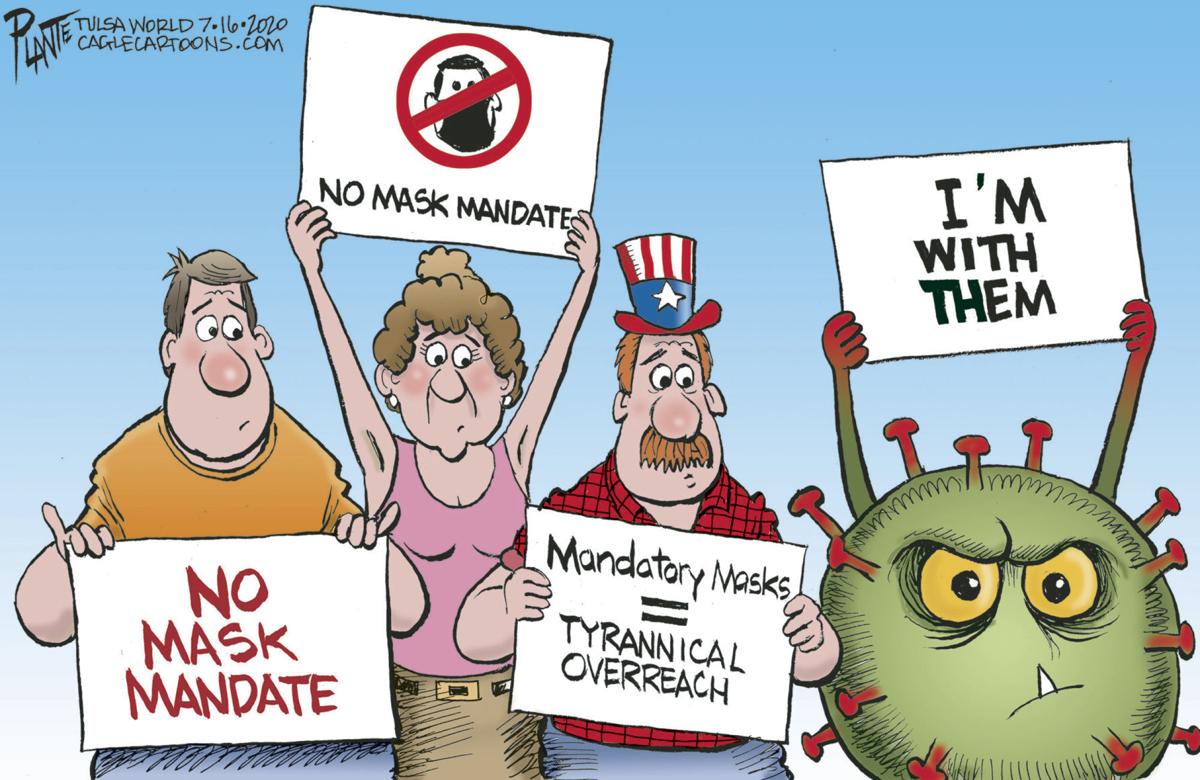 PLANTE
TULSA WORLD 7·16·2020
CAGLECARTOONS.COM
NO MASK MANDATE
I'M
WITH
THEM
NO
MASK
MANDATE
Mandatory Masks
=
TYRANNICAL
OVERREACH